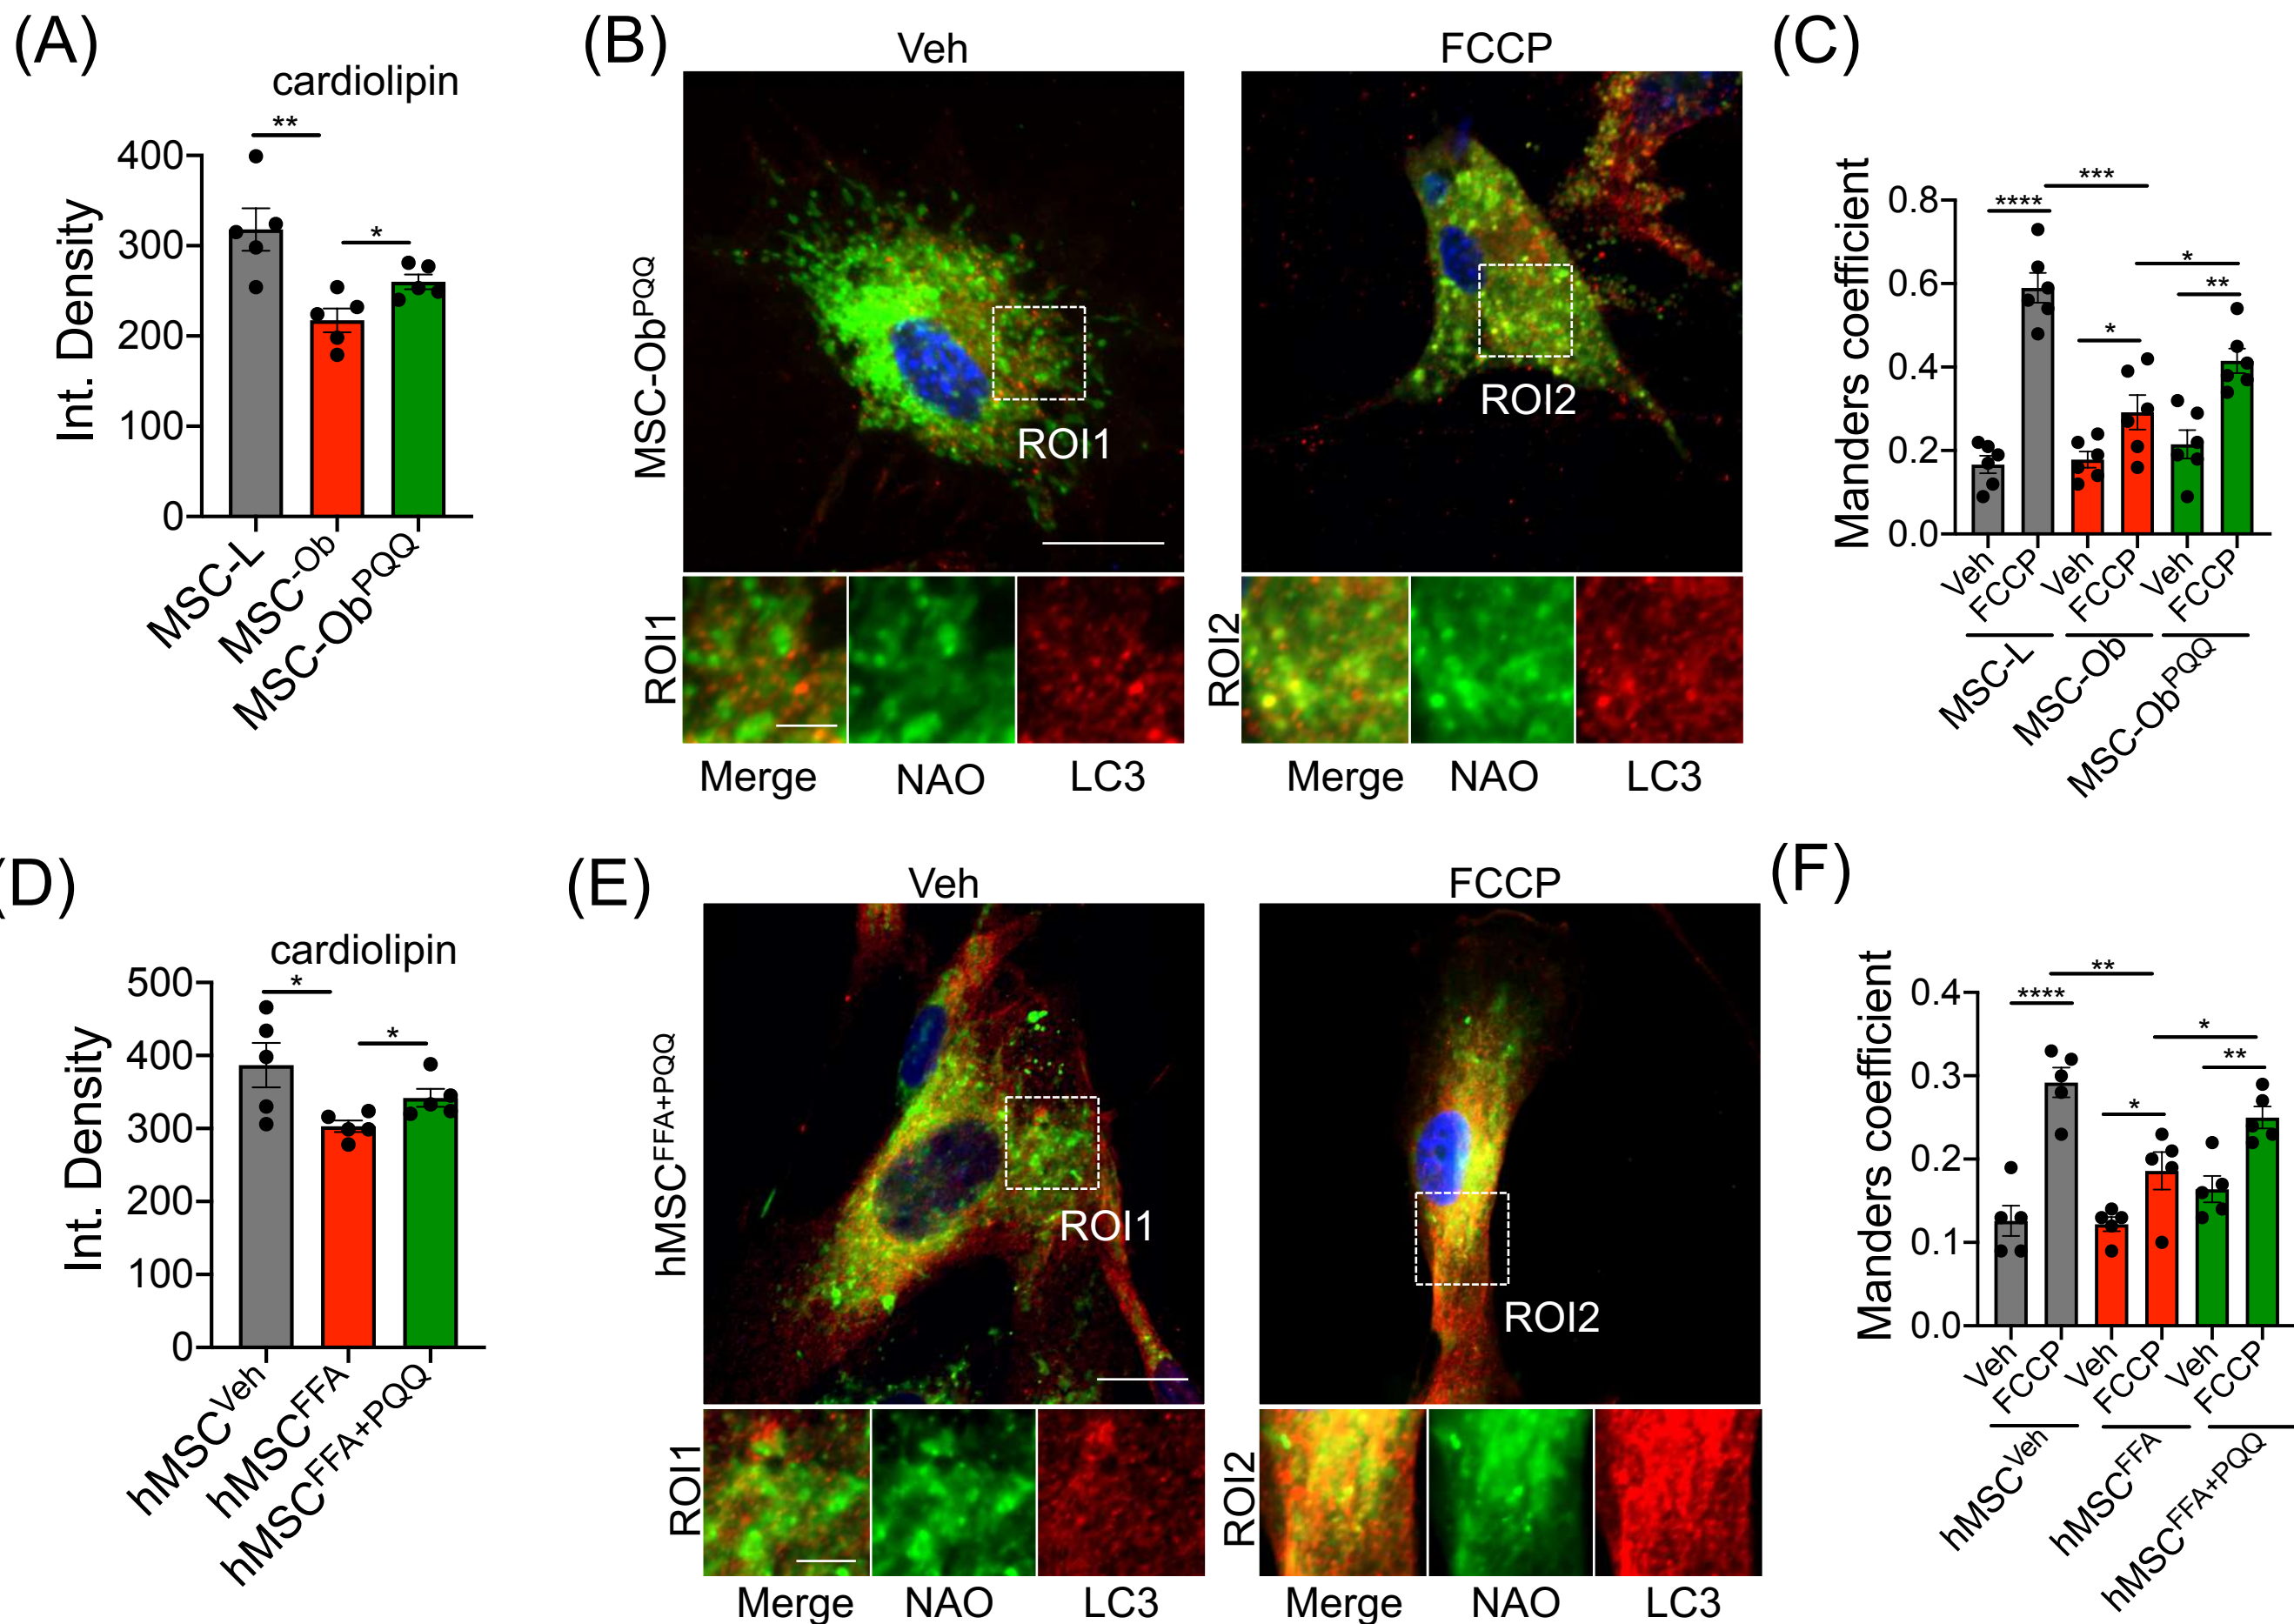 (A)
cardiolipin
**
*
Int. Density
400
300
200
100
0
MSC-L
MSC-Ob
MSC-ObPQQ
(B)
Veh
FCCP
MSC-ObPQQ
ROI1
ROI2
ROI1
ROI2
Merge
NAO
LC3
Merge
NAO
LC3
(C)
Manders coefficient
0.8
0.6
0.4
0.2
0.0
****
***
*
*
**
Veh
FCCP
Veh
FCCP
Veh
FCCP
MSC-L
MSC-Ob
MSC-ObPQQ
(D)
cardiolipin
*
*
Int. Density
500
400
300
200
100
0
hMSCVeh
hMSCFFA
hMSCFFA+PQQ
(E)
Veh
FCCP
hMSCFFA+PQQ
ROI1
ROI2
ROI1
ROI2
Merge
NAO
LC3
Merge
NAO
LC3
(F)
Manders coefficient
0.4
0.3
0.2
0.1
0.0
****
**
*
*
**
Veh
FCCP
Veh
FCCP
Veh
FCCP
hMSCVeh
hMSCFFA
hMSCFFA+PQQ